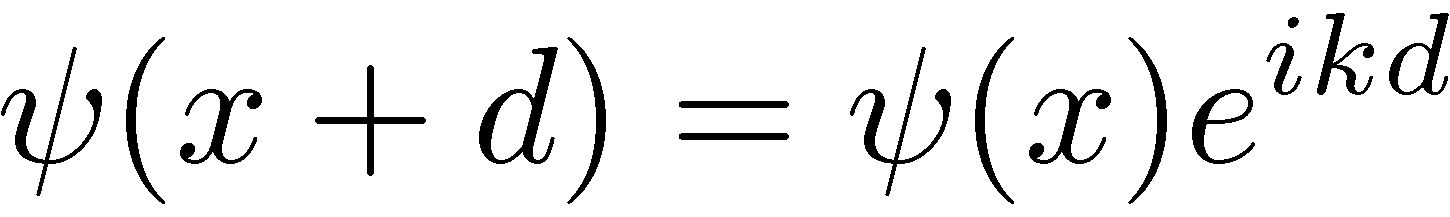 ψ(x + d) = ψ(x)e^{ikd}